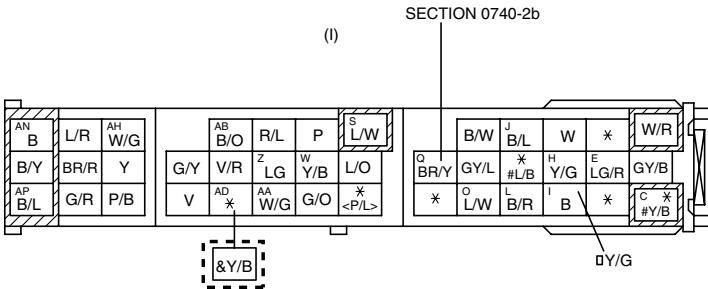 SECTION 0740-2b
(I)
AN B L/R AH W/G AB B/O R/L P S L/W B/W J B/L W * W/R
B/Y BR/R Y G/Y V/R Z LG W Y/B L/O Q BR/Y GY/L * #L/B H Y/G E LG/R GY/B
AP B/L G/R P/B V AD * AA W/G G/O * <P/L> * O L/W L B/R I B * C * #Y/B
&Y/B
▯Y/G